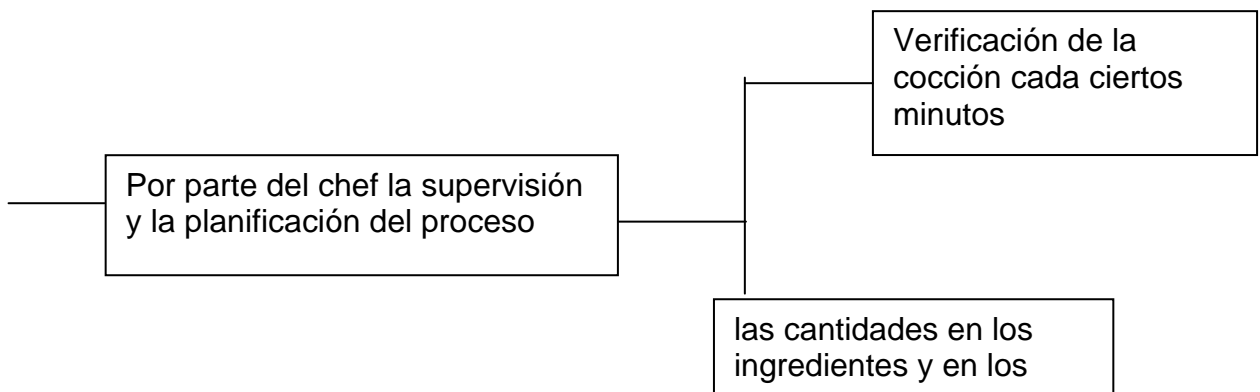 Verificación de la
cocción cada ciertos
minutos
Por parte del chef la supervisión
y la planificación del proceso
las cantidades en los
ingredientes y en los